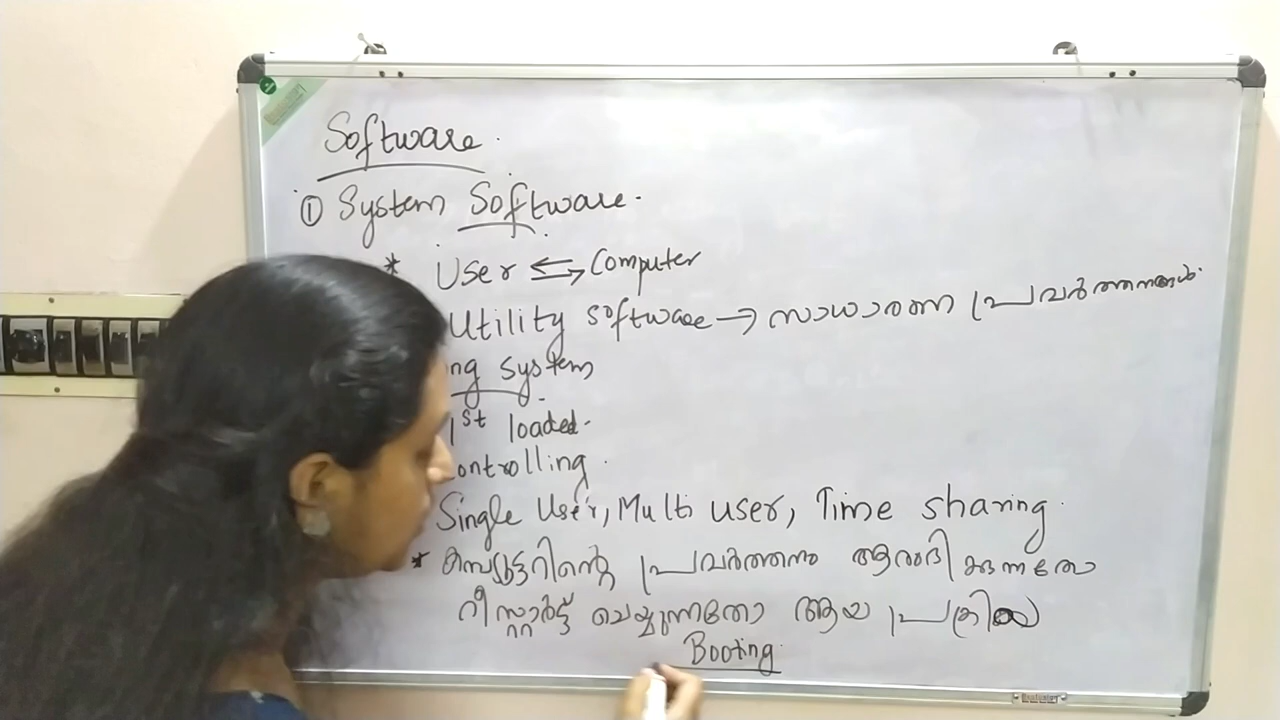 Software.
① System Software.
* User ⇆ Computer
Utility software → സാധാരണ പ്രവർത്തനങ്ങൾ.
ng system
1st loaded.
ontrolling.
Single User, Multi user, Time sharing.
* കമ്പ്യൂട്ടറിന്റെ പ്രവർത്തനം ആരംഭിക്കുന്നതോ
റീസ്റ്റാർട്ട് ചെയ്യുന്നതോ ആയ പ്രക്രിയ
Booting.